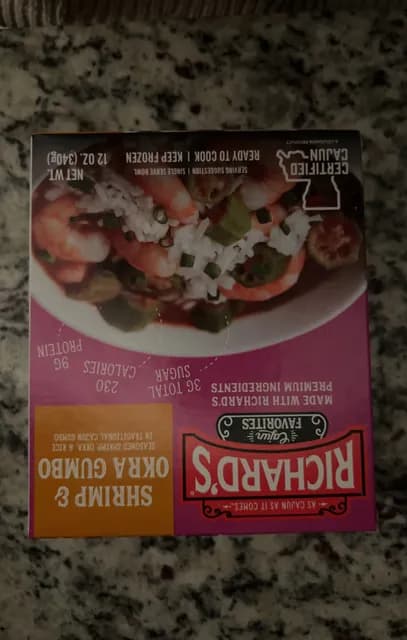 AS CAJUN AS IT COMES.
RICHARD'S
Cajun
FAVORITES
SHRIMP &
OKRA GUMBO
SEASONED SHRIMP, OKRA, & RICE
IN TRADITIONAL CAJUN GUMBO
MADE WITH RICHARD'S
PREMIUM INGREDIENTS
3G TOTAL
SUGAR
230
CALORIES
9G
PROTEIN
CERTIFIED
CAJUN
A LOUISIANA PRODUCT
SERVING SUGGESTION | SINGLE SERVE BOWL
READY TO COOK | KEEP FROZEN
NET WT.
12 OZ. (340g)